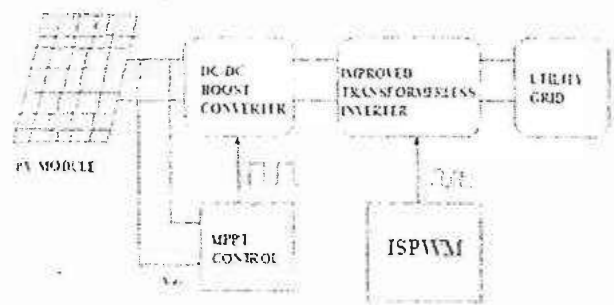 DC-DC
BOOST
CONVERTER
IMPROVED
TRANSFORMERLESS
INVERTER
UTILITY
GRID
PV MODULE
MPPT
CONTROL
ISPWM